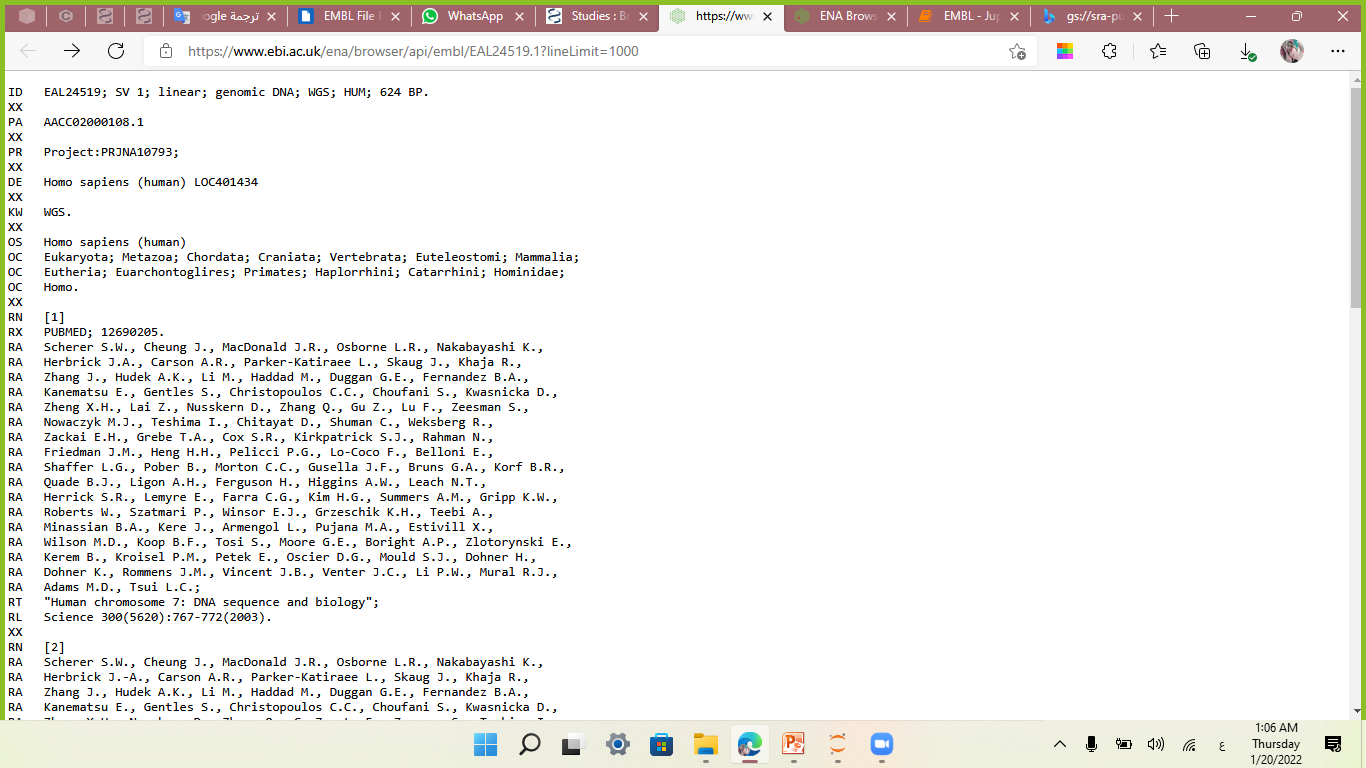 ترجمة ogle
EMBL File F
WhatsApp
Studies : Br
https://ww
ENA Brows
EMBL - Jup
gs://sra-pu
https://www.ebi.ac.uk/ena/browser/api/embl/EAL24519.1?lineLimit=1000
ID EAL24519; SV 1; linear; genomic DNA; WGS; HUM; 624 BP.
XX
PA AACC02000108.1
XX
PR Project:PRJNA10793;
XX
DE Homo sapiens (human) LOC401434
XX
KW WGS.
XX
OS Homo sapiens (human)
OC Eukaryota; Metazoa; Chordata; Craniata; Vertebrata; Euteleostomi; Mammalia;
OC Eutheria; Euarchontoglires; Primates; Haplorrhini; Catarrhini; Hominidae;
OC Homo.
XX
RN [1]
RX PUBMED; 12690205.
RA Scherer S.W., Cheung J., MacDonald J.R., Osborne L.R., Nakabayashi K.,
RA Herbrick J.A., Carson A.R., Parker-Katiraee L., Skaug J., Khaja R.,
RA Zhang J., Hudek A.K., Li M., Haddad M., Duggan G.E., Fernandez B.A.,
RA Kanematsu E., Gentles S., Christopoulos C.C., Choufani S., Kwasnicka D.,
RA Zheng X.H., Lai Z., Nusskern D., Zhang Q., Gu Z., Lu F., Zeesman S.,
RA Nowaczyk M.J., Teshima I., Chitayat D., Shuman C., Weksberg R.,
RA Zackai E.H., Grebe T.A., Cox S.R., Kirkpatrick S.J., Rahman N.,
RA Friedman J.M., Heng H.H., Pelicci P.G., Lo-Coco F., Belloni E.,
RA Shaffer L.G., Pober B., Morton C.C., Gusella J.F., Bruns G.A., Korf B.R.,
RA Quade B.J., Ligon A.H., Ferguson H., Higgins A.W., Leach N.T.,
RA Herrick S.R., Lemyre E., Farra C.G., Kim H.G., Summers A.M., Gripp K.W.,
RA Roberts W., Szatmari P., Winsor E.J., Grzeschik K.H., Teebi A.,
RA Minassian B.A., Kere J., Armengol L., Pujana M.A., Estivill X.,
RA Wilson M.D., Koop B.F., Tosi S., Moore G.E., Boright A.P., Zlotorynski E.,
RA Kerem B., Kroisel P.M., Petek E., Oscier D.G., Mould S.J., Dohner H.,
RA Dohner K., Rommens J.M., Vincent J.B., Venter J.C., Li P.W., Mural R.J.,
RA Adams M.D., Tsui L.C.;
RT "Human chromosome 7: DNA sequence and biology";
RL Science 300(5620):767-772(2003).
XX
RN [2]
RA Scherer S.W., Cheung J., MacDonald J.R., Osborne L.R., Nakabayashi K.,
RA Herbrick J.-A., Carson A.R., Parker-Katiraee L., Skaug J., Khaja R.,
RA Zhang J., Hudek A.K., Li M., Haddad M., Duggan G.E., Fernandez B.A.,
RA Kanematsu E., Gentles S., Christopoulos C.C., Choufani S., Kwasnicka D.,
ع
1:06 AM
Thursday
1/20/2022